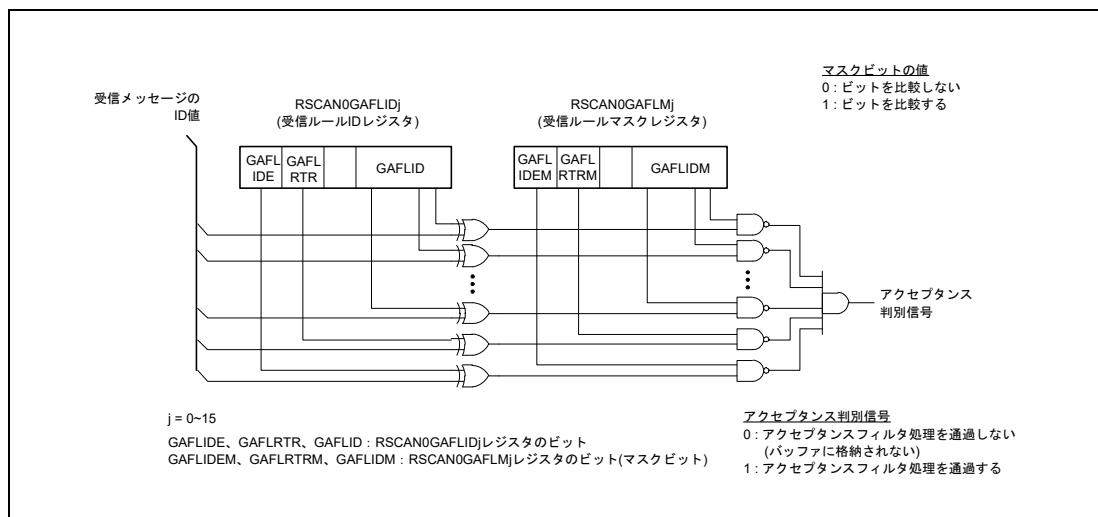 マスクビットの値
0 : ビットを比較しない
1 : ビットを比較する
受信メッセージの
ID値
RSCAN0GAFLIDj
(受信ルールIDレジスタ)
RSCAN0GAFLMj
(受信ルールマスクレジスタ)
GAFL
IDE
GAFL
RTR
GAFLID
GAFL
IDEM
GAFL
RTRM
GAFLIDM
アクセプタンス
判別信号
j = 0~15
GAFLIDE、GAFLRTR、GAFLID : RSCAN0GAFLIDjレジスタのビット
GAFLIDEM、GAFLRTRM、GAFLIDM : RSCAN0GAFLMjレジスタのビット(マスクビット)
アクセプタンス判別信号
0 : アクセプタンスフィルタ処理を通過しない
(バッファに格納されない)
1 : アクセプタンスフィルタ処理を通過する